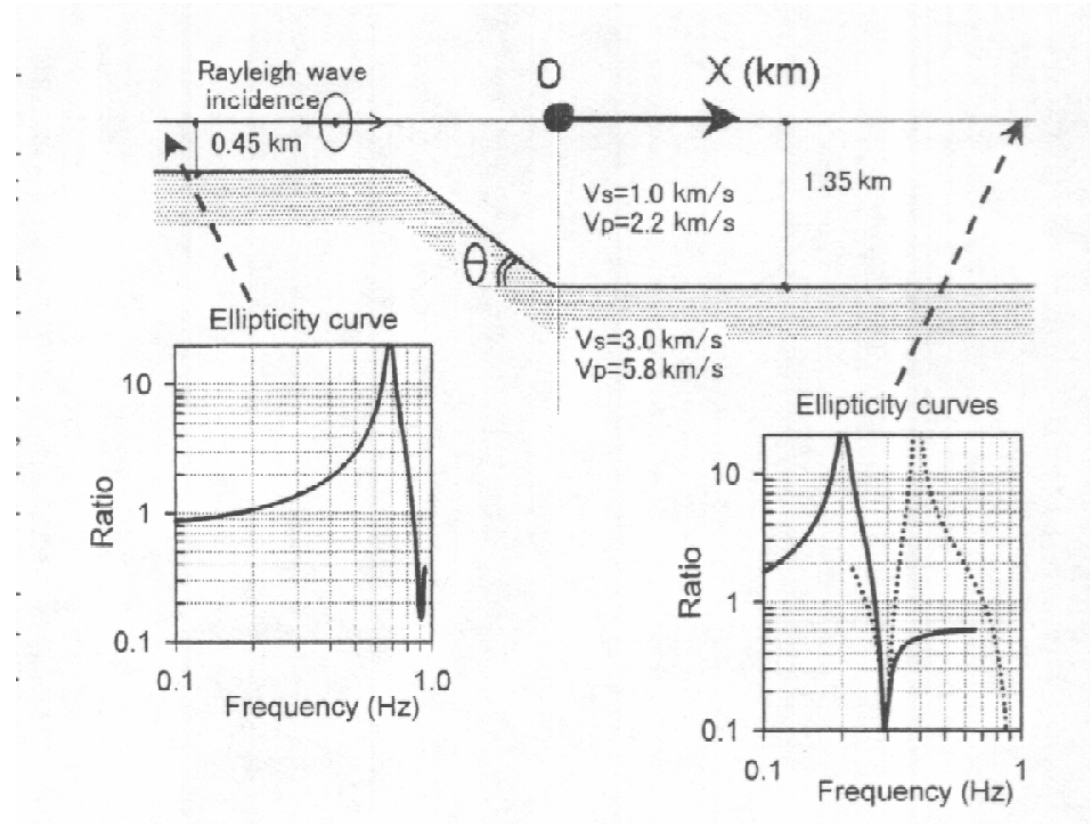 Rayleigh wave
incidence
0.45 km
O
X (km)
Vs=1.0 km/s
Vp=2.2 km/s
1.35 km
θ
Vs=3.0 km/s
Vp=5.8 km/s
Ellipticity curve
10
1
0.1
Ratio
0.1
1.0
Frequency (Hz)
Ellipticity curves
10
1
0.1
Ratio
0.1
1
Frequency (Hz)